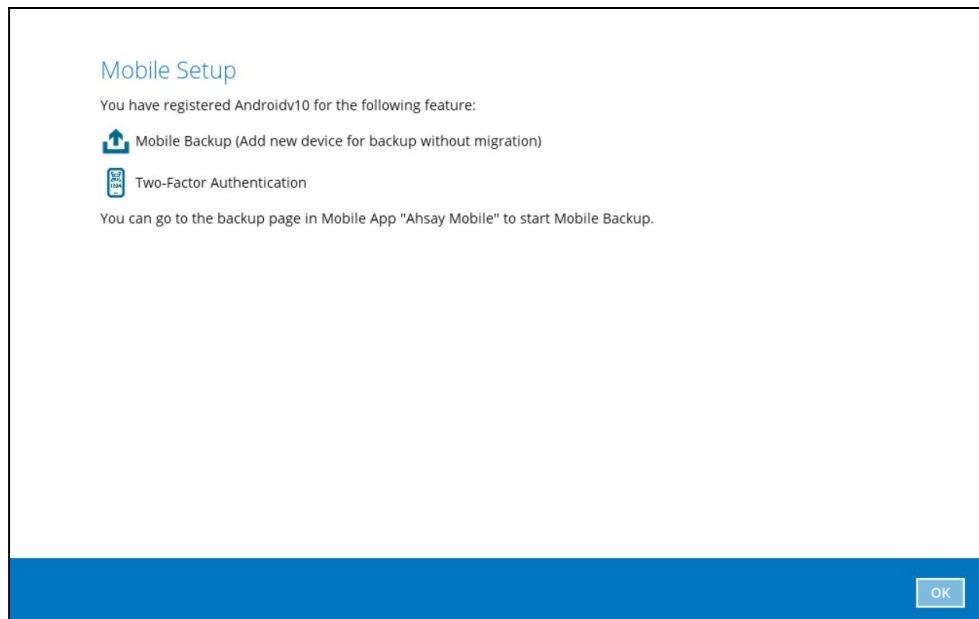 Mobile Setup
You have registered Androidv10 for the following feature:
Mobile Backup (Add new device for backup without migration)
Two-Factor Authentication
You can go to the backup page in Mobile App "Ahsay Mobile" to start Mobile Backup.
OK